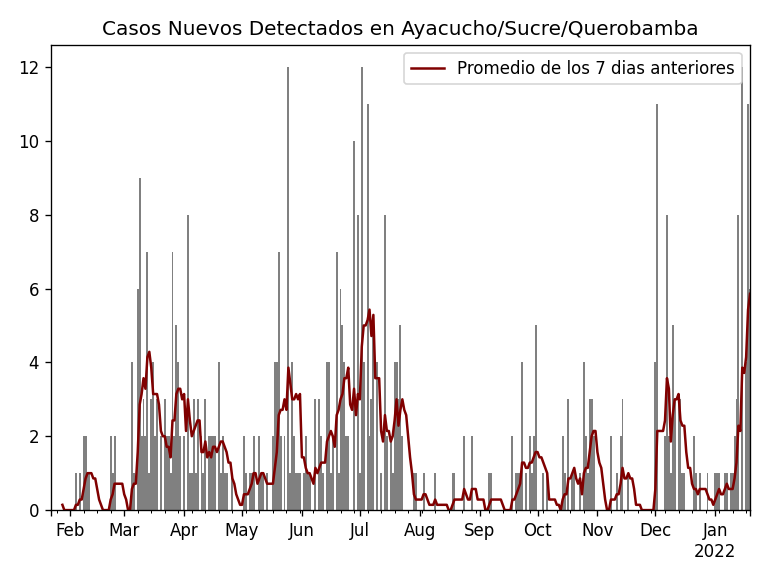 Casos Nuevos Detectados en Ayacucho/Sucre/Querobamba
Promedio de los 7 dias anteriores
12
10
8
6
4
2
0
Feb Mar Apr May Jun Jul Aug Sep Oct Nov Dec Jan
2022